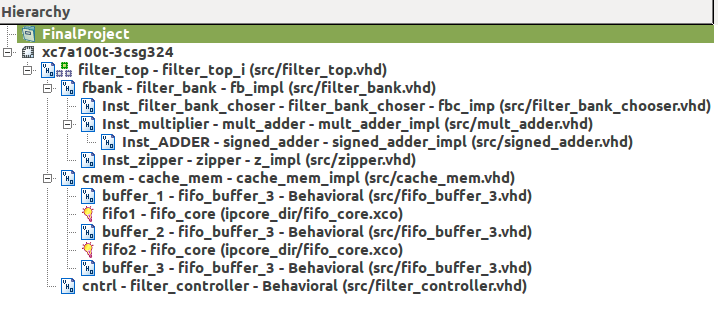 Hierarchy
FinalProject
xc7a100t-3csg324
filter_top - filter_top_i (src/filter_top.vhd)
fbank - filter_bank - fb_impl (src/filter_bank.vhd)
Inst_filter_bank_choser - filter_bank_choser - fbc_imp (src/filter_bank_chooser.vhd)
Inst_multiplier - mult_adder - mult_adder_impl (src/mult_adder.vhd)
Inst_ADDER - signed_adder - signed_adder_impl (src/signed_adder.vhd)
Inst_zipper - zipper - z_impl (src/zipper.vhd)
cmem - cache_mem - cache_mem_impl (src/cache_mem.vhd)
buffer_1 - fifo_buffer_3 - Behavioral (src/fifo_buffer_3.vhd)
fifo1 - fifo_core (ipcore_dir/fifo_core.xco)
buffer_2 - fifo_buffer_3 - Behavioral (src/fifo_buffer_3.vhd)
fifo2 - fifo_core (ipcore_dir/fifo_core.xco)
buffer_3 - fifo_buffer_3 - Behavioral (src/fifo_buffer_3.vhd)
cntrl - filter_controller - Behavioral (src/filter_controller.vhd)